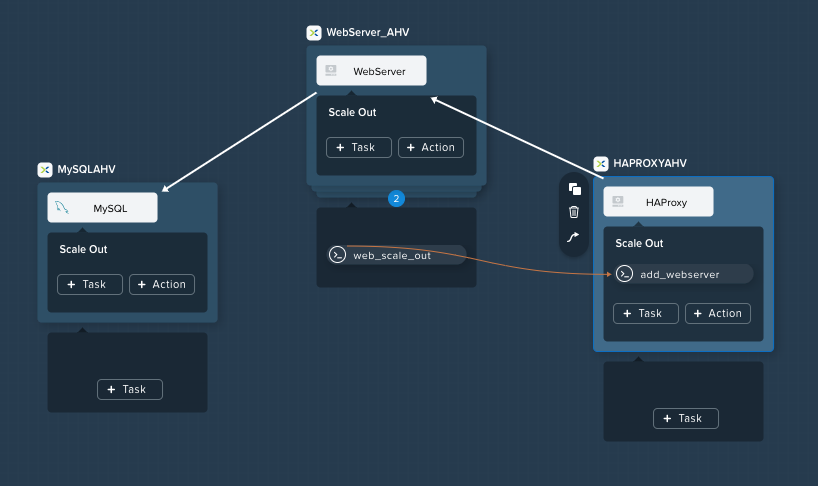 WebServer_AHV
WebServer
Scale Out
+ Task
+ Action
2
web_scale_out
MySQLAHV
MySQL
Scale Out
+ Task
+ Action
+ Task
HAPROXYAHV
HAProxy
Scale Out
add_webserver
+ Task
+ Action
+ Task